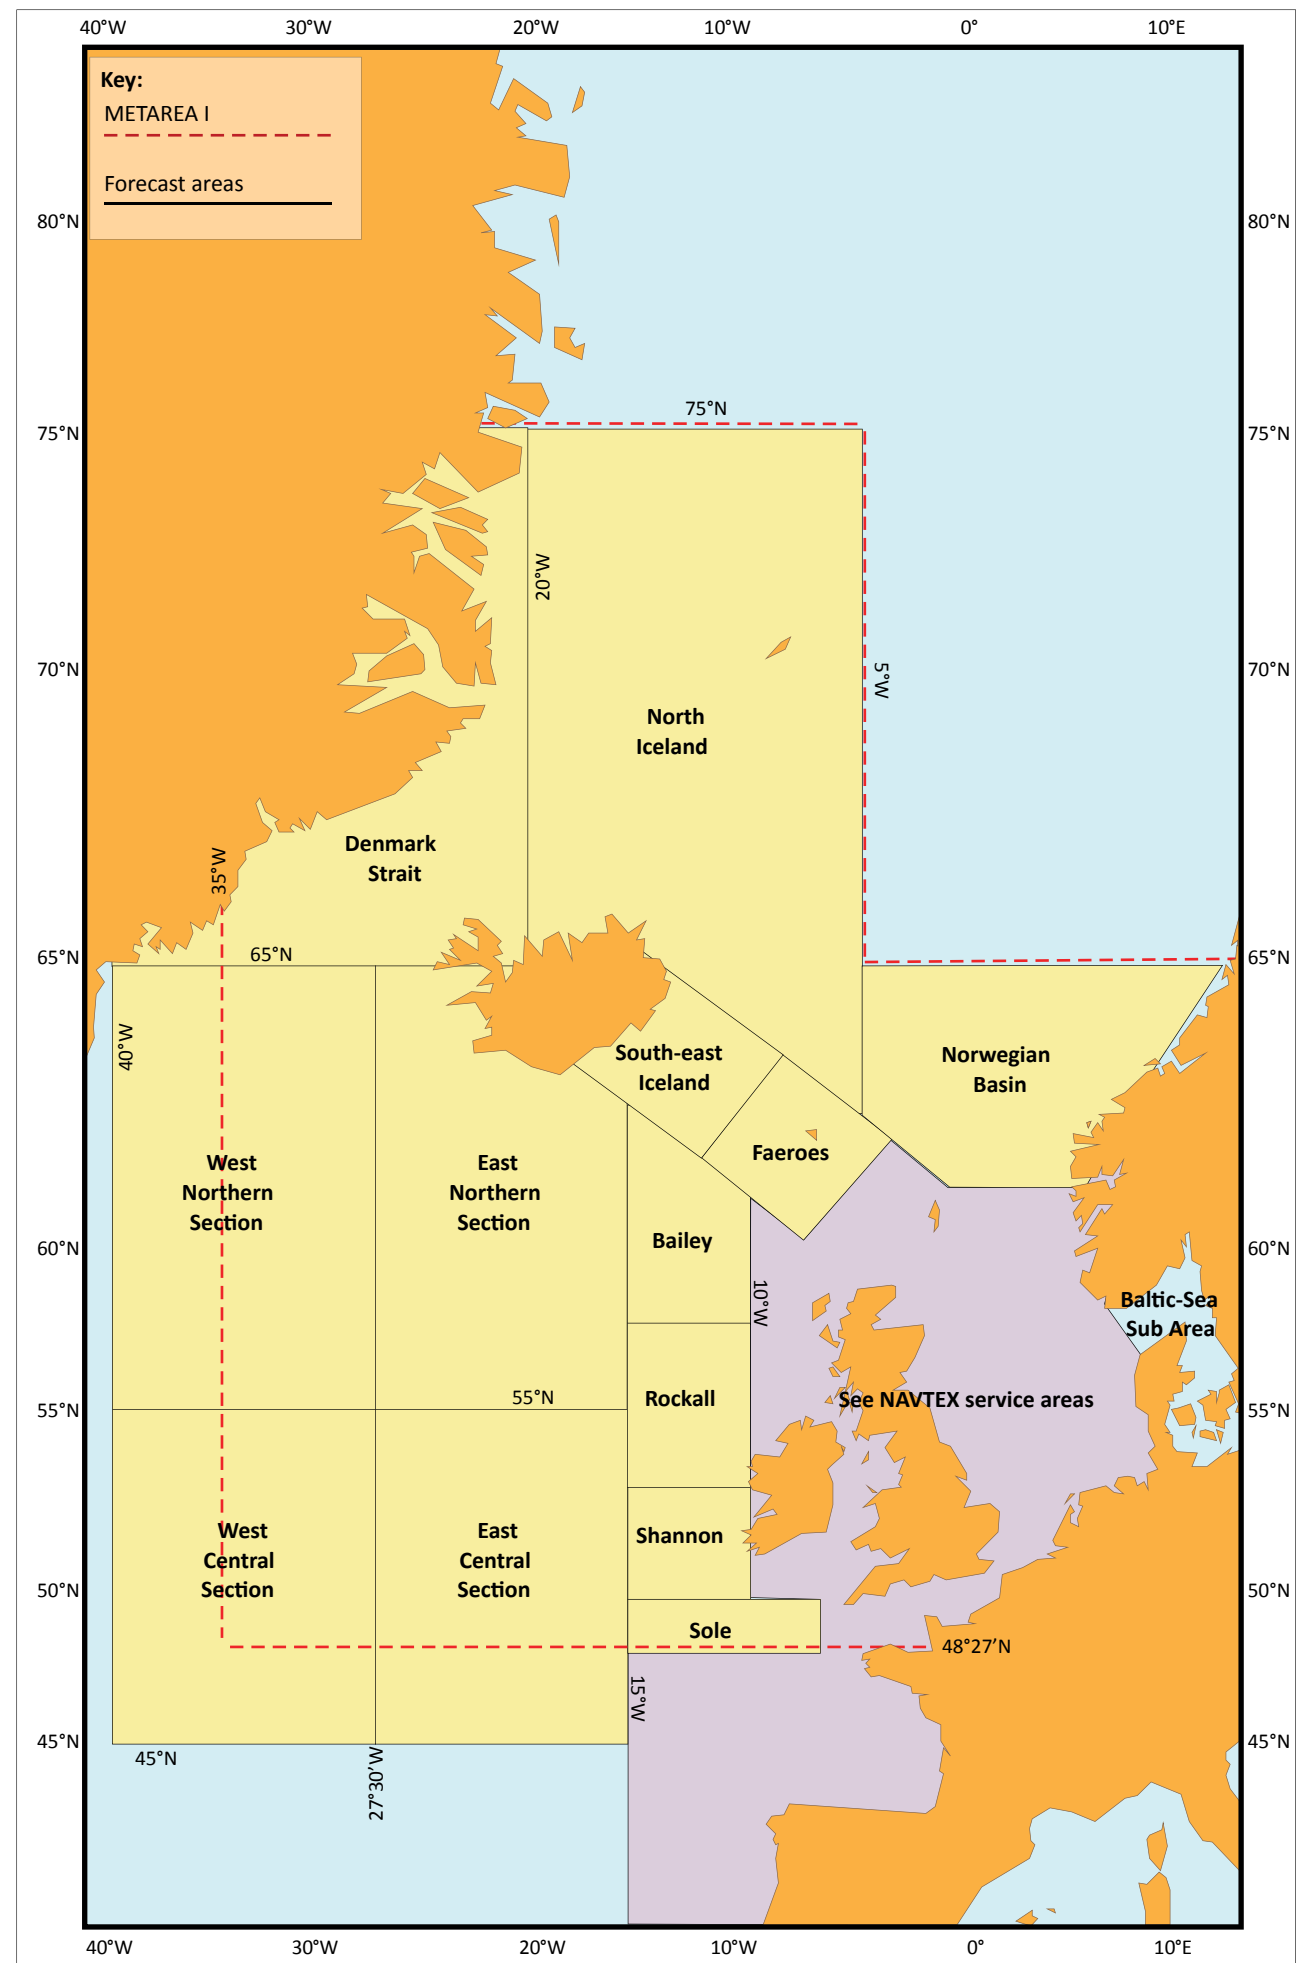 40°W 30°W 20°W 10°W 0° 10°E
Key:
METAREA I
Forecast areas
80°N 80°N
75°N
75°N 75°N
20°W
70°N 5°W 70°N
North
Iceland
Denmark
Strait
35°W
65°N 65°N 65°N
40°W
South-east
Iceland
Norwegian
Basin
Faeroes
West
Northern
Section
East
Northern
Section
Bailey
60°N 60°N
10°W
Baltic-Sea
Sub Area
55°N
Rockall
See NAVTEX service areas
55°N 55°N
West
Central
Section
East
Central
Section
Shannon
50°N 50°N
Sole
48°27’N
15°W
45°N 45°N
45°N
27°30’W
40°W 30°W 20°W 10°W 0° 10°E